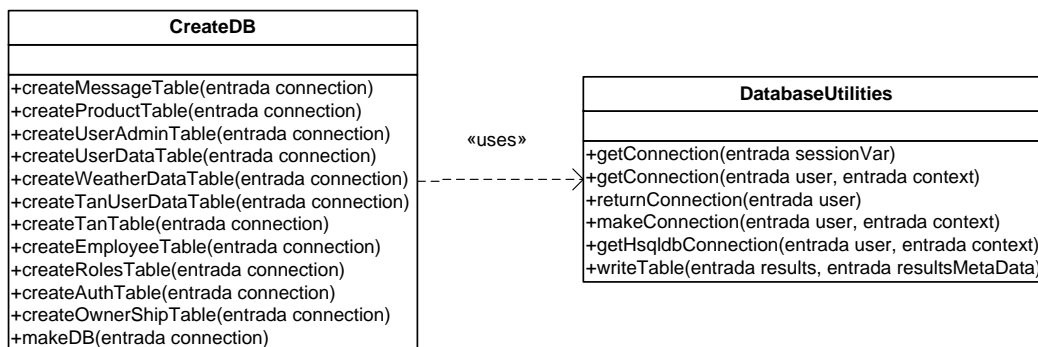 CreateDB
+createMessageTable(entrada connection)
+createProductTable(entrada connection)
+createUserAdminTable(entrada connection)
+createUserDataTable(entrada connection)
+createWeatherDataTable(entrada connection)
+createTanUserDataTable(entrada connection)
+createTanTable(entrada connection)
+createEmployeeTable(entrada connection)
+createRolesTable(entrada connection)
+createAuthTable(entrada connection)
+createOwnerShipTable(entrada connection)
+makeDB(entrada connection)
«uses»
DatabaseUtilities
+getConnection(entrada sessionVar)
+getConnection(entrada user, entrada context)
+returnConnection(entrada user)
+makeConnection(entrada user, entrada context)
+getHsqldbConnection(entrada user, entrada context)
+writeTable(entrada results, entrada resultsMetaData)